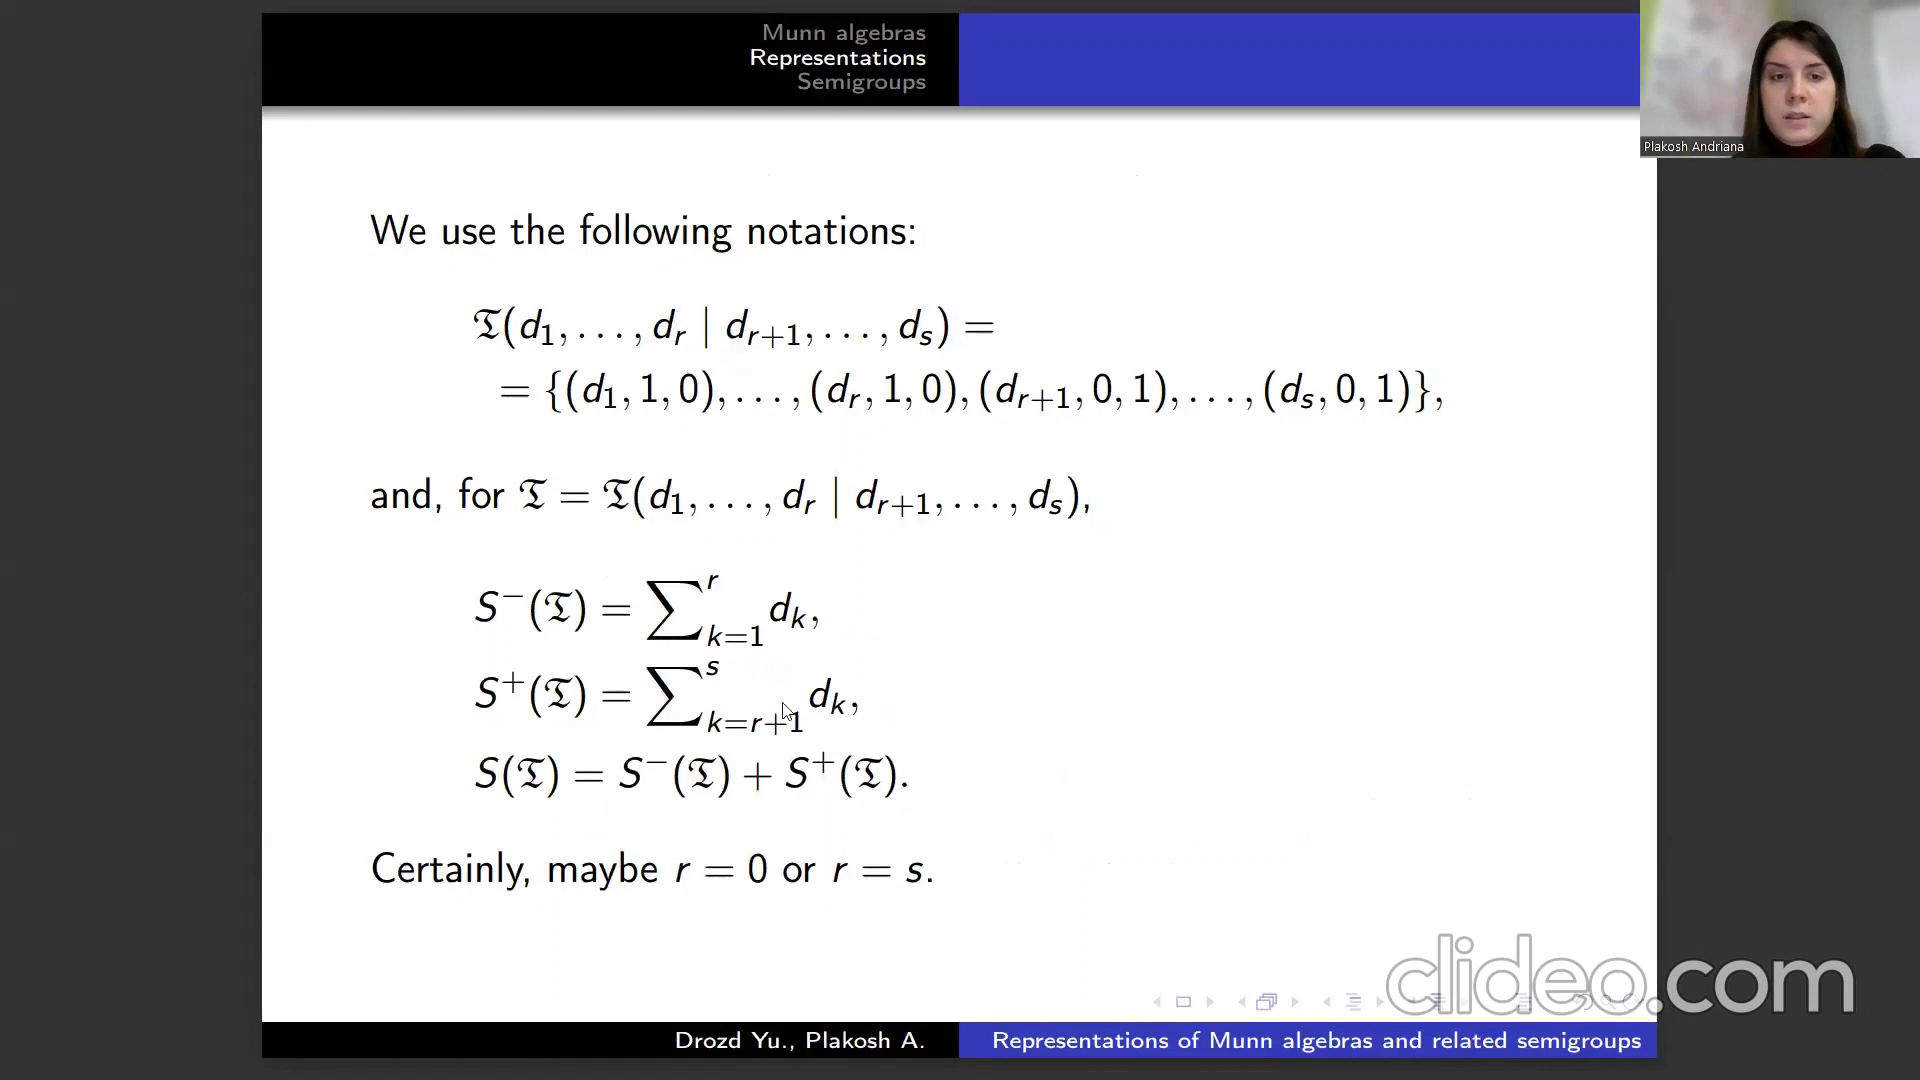 Munn algebras
Representations
Semigroups
Plakosh Andriana
We use the following notations:
𝔗(d₁, . . . , dᵣ | dᵣ₊₁, . . . , dₛ) =
= {(d₁, 1, 0), . . . , (dᵣ, 1, 0), (dᵣ₊₁, 0, 1), . . . , (dₛ, 0, 1)},
and, for 𝔗 = 𝔗(d₁, . . . , dᵣ | dᵣ₊₁, . . . , dₛ),
S⁻(𝔗) = ∑ʳₖ₌₁ dₖ,
S⁺(𝔗) = ∑ˢₖ₌ᵣ₊₁ dₖ,
S(𝔗) = S⁻(𝔗) + S⁺(𝔗).
Certainly, maybe r = 0 or r = s.
clideo.com
Drozd Yu., Plakosh A.
Representations of Munn algebras and related semigroups